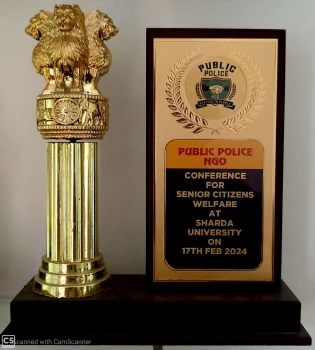 PUBLIC
POLICE
PUBLIC POLICE
NGO
CONFERENCE
FOR
SENIOR CITIZENS
WELFARE
AT
SHARDA
UNIVERSITY
ON
17TH FEB 2024
CS Scanned with CamScanner